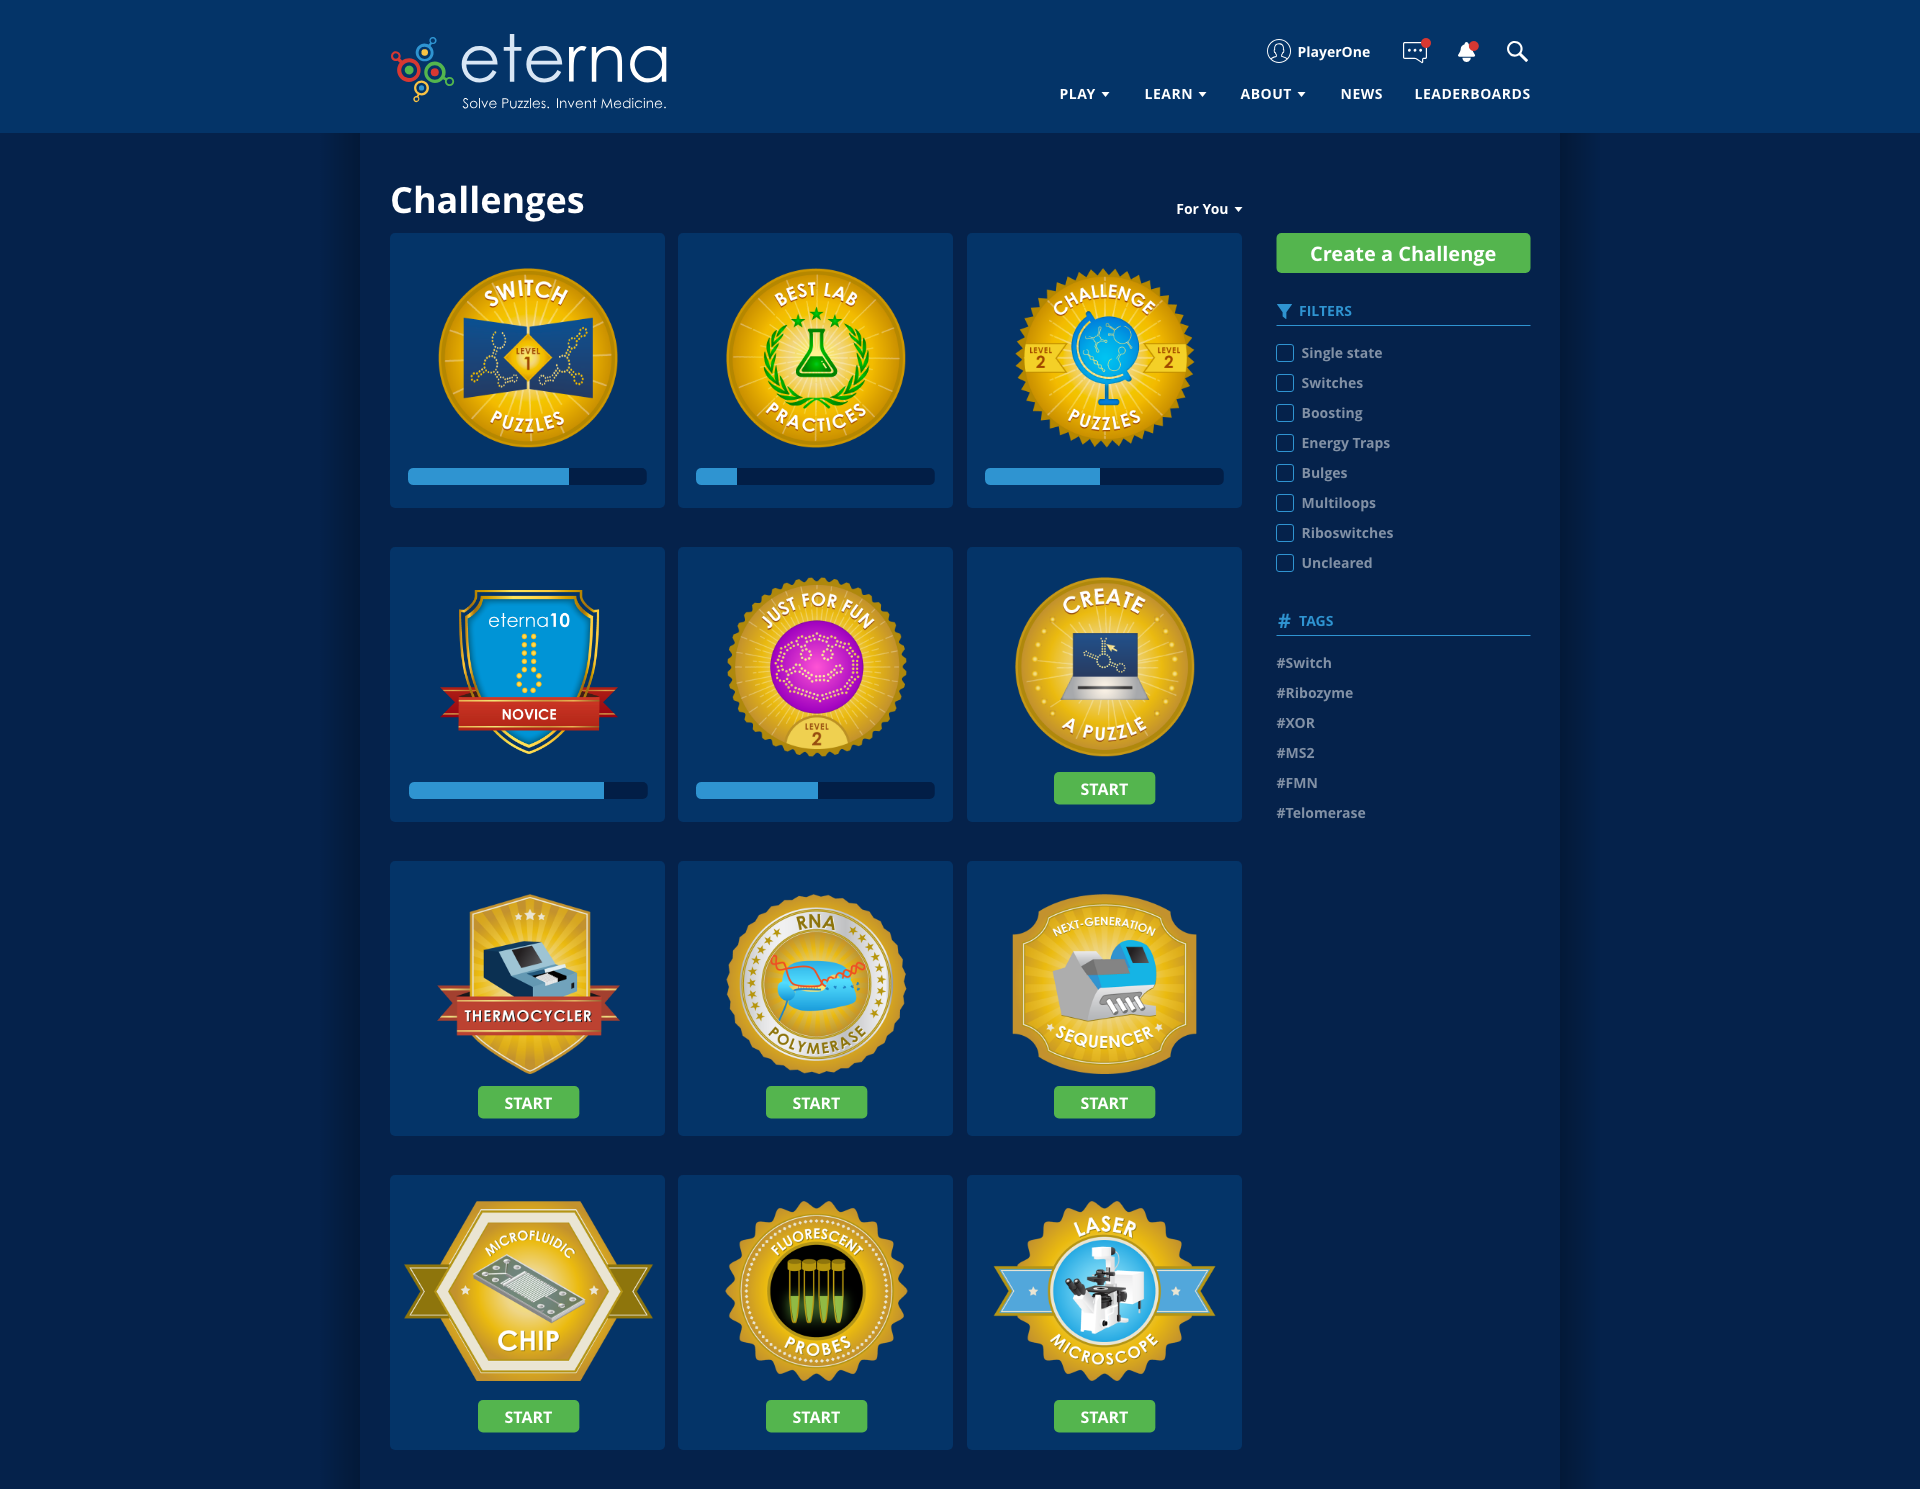 eterna
Solve Puzzles. Invent Medicine.
PlayerOne
PLAY
LEARN
ABOUT
NEWS
LEADERBOARDS
Challenges
For You
SWITCH
LEVEL
1
PUZZLES
BEST LAB
PRACTICES
CHALLENGE
LEVEL
2
LEVEL
2
PUZZLES
eterna10
NOVICE
JUST FOR FUN
LEVEL
2
CREATE
A PUZZLE
START
THERMOCYCLER
START
RNA
POLYMERASE
START
NEXT-GENERATION
SEQUENCER
START
MICROFLUIDIC
CHIP
START
FLUORESCENT
PROBES
START
LASER
MICROSCOPE
START
Create a Challenge
FILTERS
Single state
Switches
Boosting
Energy Traps
Bulges
Multiloops
Riboswitches
Uncleared
# TAGS
#Switch
#Ribozyme
#XOR
#MS2
#FMN
#Telomerase